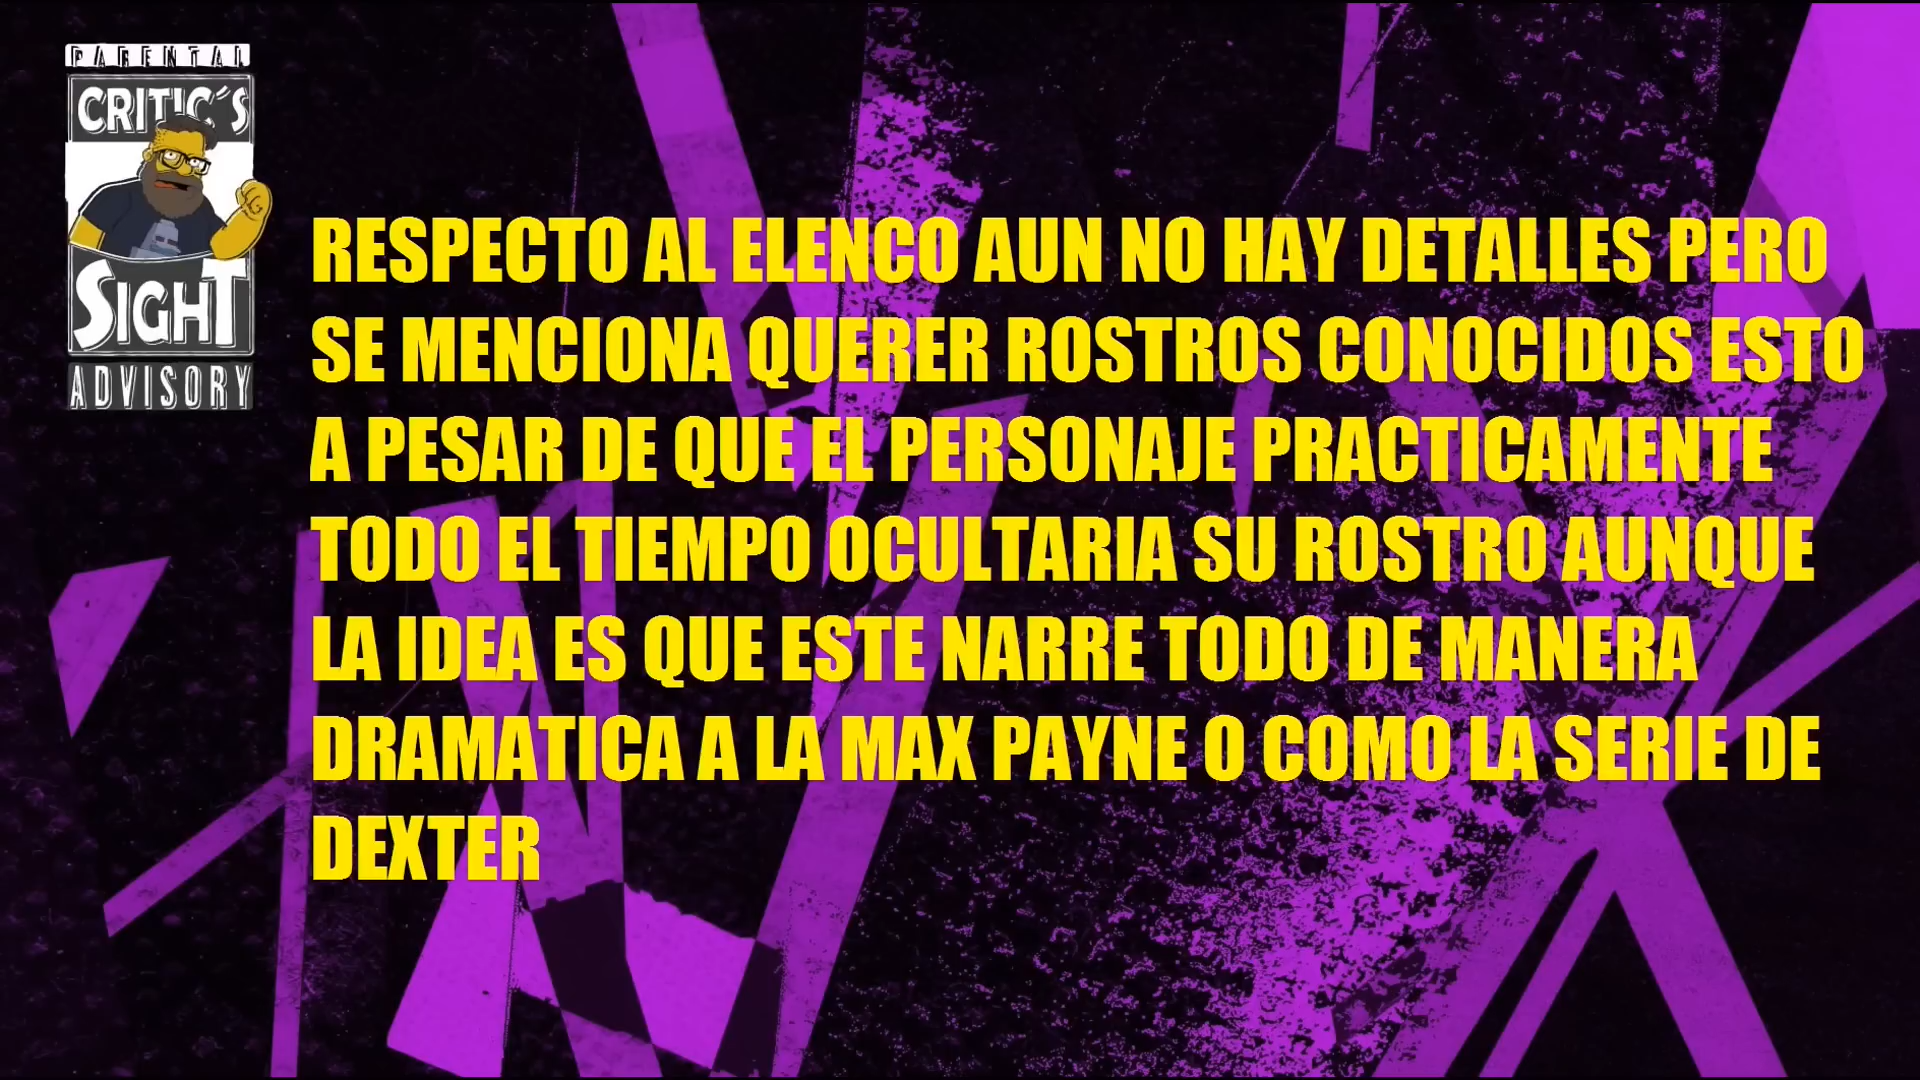 PARENTAL
CRITIC´S
SIGHT
ADVISORY
RESPECTO AL ELENCO AUN NO HAY DETALLES PERO
SE MENCIONA QUERER ROSTROS CONOCIDOS ESTO
A PESAR DE QUE EL PERSONAJE PRACTICAMENTE
TODO EL TIEMPO OCULTARIA SU ROSTRO AUNQUE
LA IDEA ES QUE ESTE NARRE TODO DE MANERA
DRAMATICA A LA MAX PAYNE O COMO LA SERIE DE
DEXTER